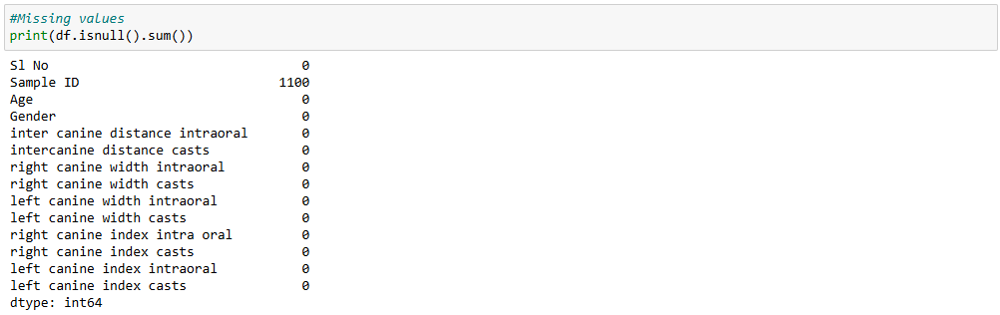 #Missing values
print(df.isnull().sum())
Sl No 0
Sample ID 1100
Age 0
Gender 0
inter canine distance intraoral 0
intercanine distance casts 0
right canine width intraoral 0
right canine width casts 0
left canine width intraoral 0
left canine width casts 0
right canine index intra oral 0
right canine index casts 0
left canine index intraoral 0
left canine index casts 0
dtype: int64